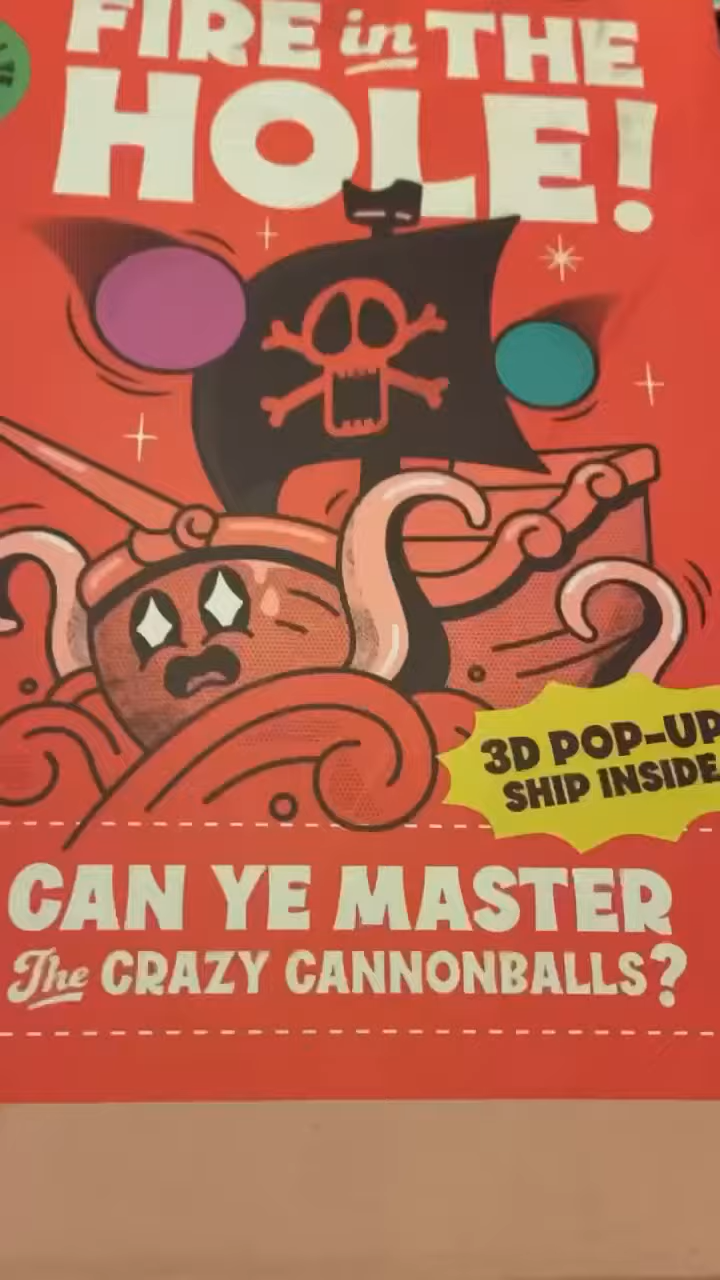 FIRE in THE
HOLE!
3D POP-UP
SHIP INSIDE
CAN YE MASTER
The CRAZY CANNONBALLS?